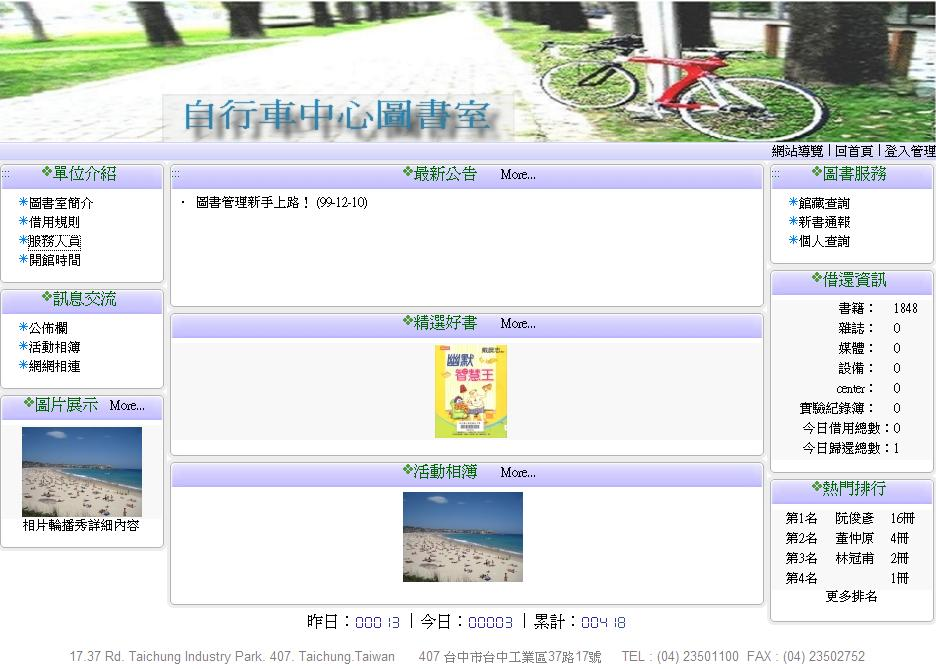 自行車中心圖書室
網站導覽 | 回首頁 | 登入管理
單位介紹
圖書室簡介
借用規則
服務人員
開館時間
訊息交流
公佈欄
活動相簿
網網相連
圖片展示 More...
相片輪播秀詳細內容
最新公告 More...
· 圖書管理新手上路！ (99-12-10)
精選好書 More...
幽默
智慧王
活動相簿 More...
圖書服務
館藏查詢
新書通報
個人查詢
借還資訊
書籍： 1848
雜誌： 0
媒體： 0
設備： 0
center： 0
實驗紀錄簿： 0
今日借用總數：0
今日歸還總數：1
熱門排行
第1名 阮俊彥 16冊
第2名 董仲原 4冊
第3名 林冠甫 2冊
第4名 1冊
更多排名
昨日：00013 | 今日：00003 | 累計：00418
17.37 Rd. Taichung Industry Park. 407. Taichung.Taiwan 407 台中市台中工業區37路17號 TEL : (04) 23501100 FAX : (04) 23502752